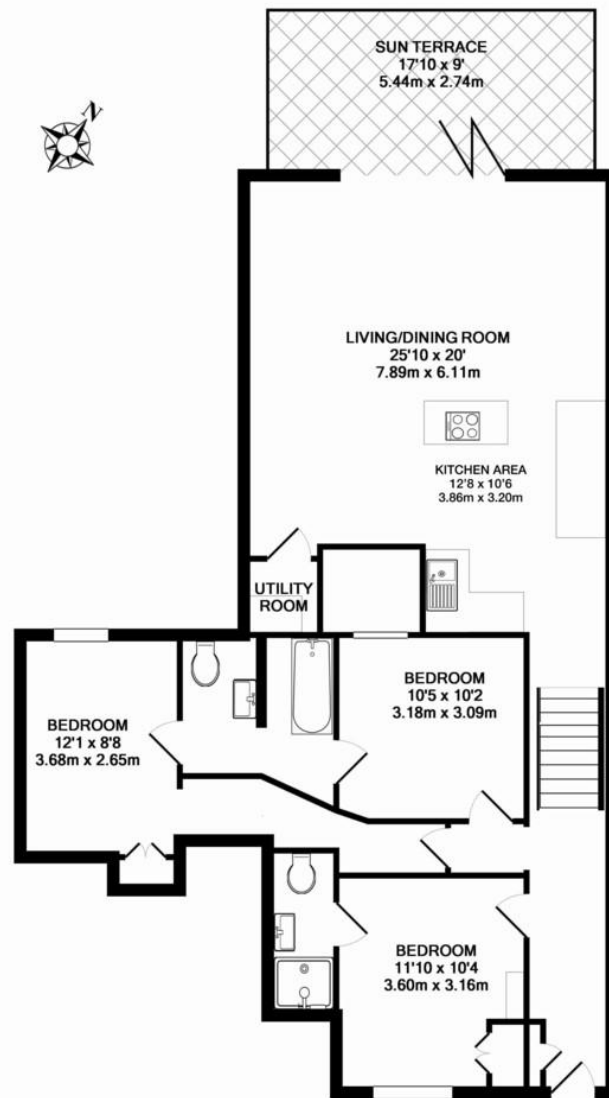 SUN TERRACE
17'10 x 9'
5.44m x 2.74m
N
LIVING/DINING ROOM
25'10 x 20'
7.89m x 6.11m
KITCHEN AREA
12'8 x 10'6
3.86m x 3.20m
UTILITY
ROOM
BEDROOM
10'5 x 10'2
3.18m x 3.09m
BEDROOM
12'1 x 8'8
3.68m x 2.65m
BEDROOM
11'10 x 10'4
3.60m x 3.16m